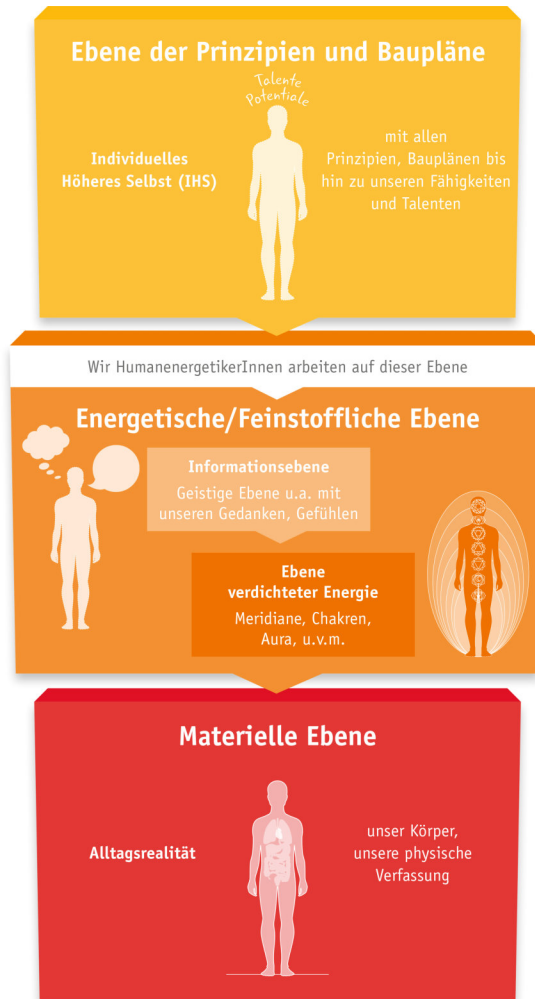 Ebene der Prinzipien und Baupläne
Talente
Potentiale
Individuelles
Höheres Selbst (IHS)
mit allen
Prinzipien, Bauplänen bis
hin zu unseren Fähigkeiten
und Talenten
Wir HumanenergetikerInnen arbeiten auf dieser Ebene
Energetische/Feinstoffliche Ebene
Informationsebene
Geistige Ebene u.a. mit
unseren Gedanken, Gefühlen
Ebene
verdichteter Energie
Meridiane, Chakren,
Aura, u.v.m.
Materielle Ebene
Alltagsrealität
unser Körper,
unsere physische
Verfassung